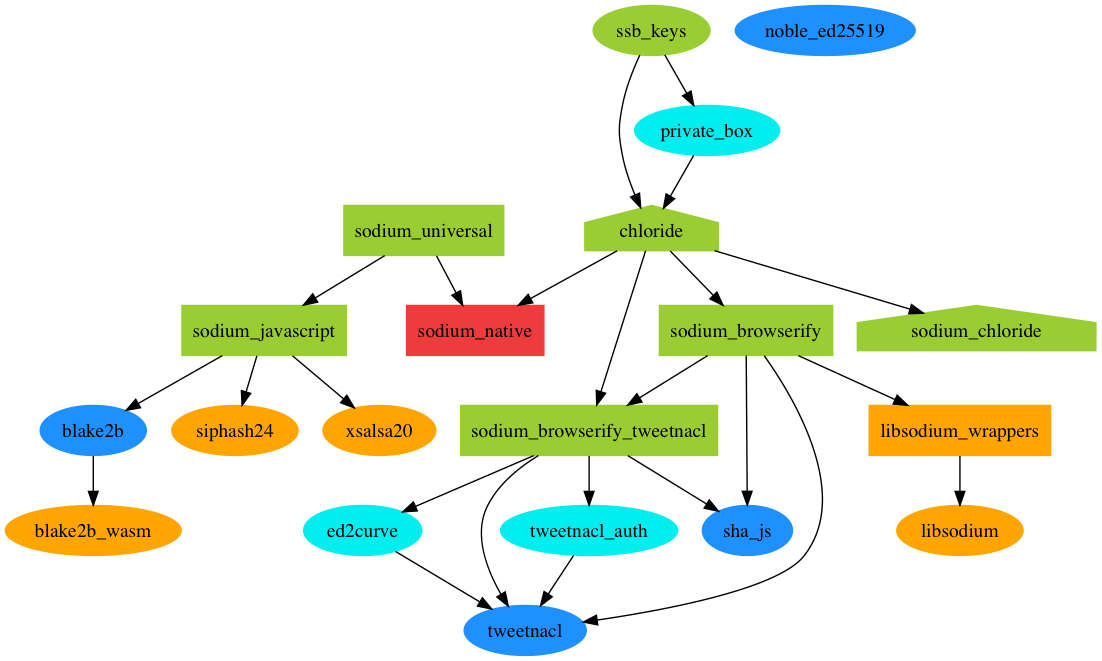 ssb_keys
noble_ed25519
private_box
sodium_universal
chloride
sodium_javascript
sodium_native
sodium_browserify
sodium_chloride
blake2b
siphash24
xsalsa20
sodium_browserify_tweetnacl
libsodium_wrappers
blake2b_wasm
ed2curve
tweetnacl_auth
sha_js
libsodium
tweetnacl